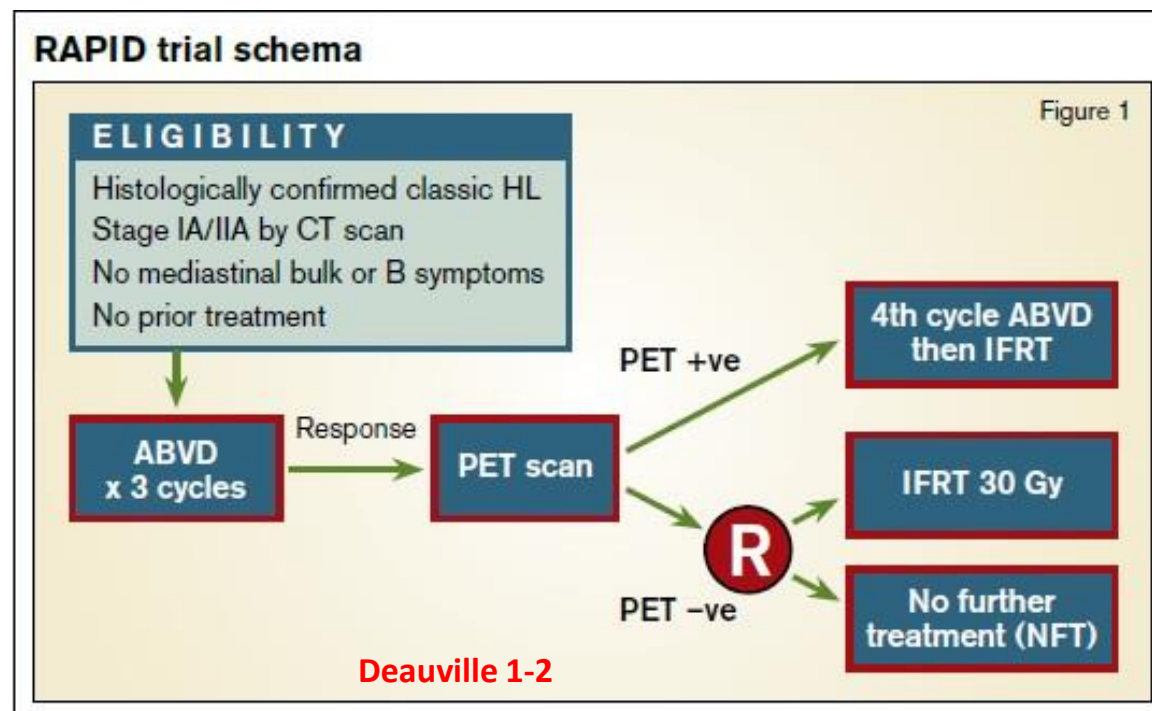 RAPID trial schema
Figure 1
ELIGIBILITY
Histologically confirmed classic HL
Stage IA/IIA by CT scan
No mediastinal bulk or B symptoms
No prior treatment
ABVD
x 3 cycles
Response
PET scan
PET +ve
4th cycle ABVD
then IFRT
R
IFRT 30 Gy
PET –ve
No further
treatment (NFT)
Deauville 1-2